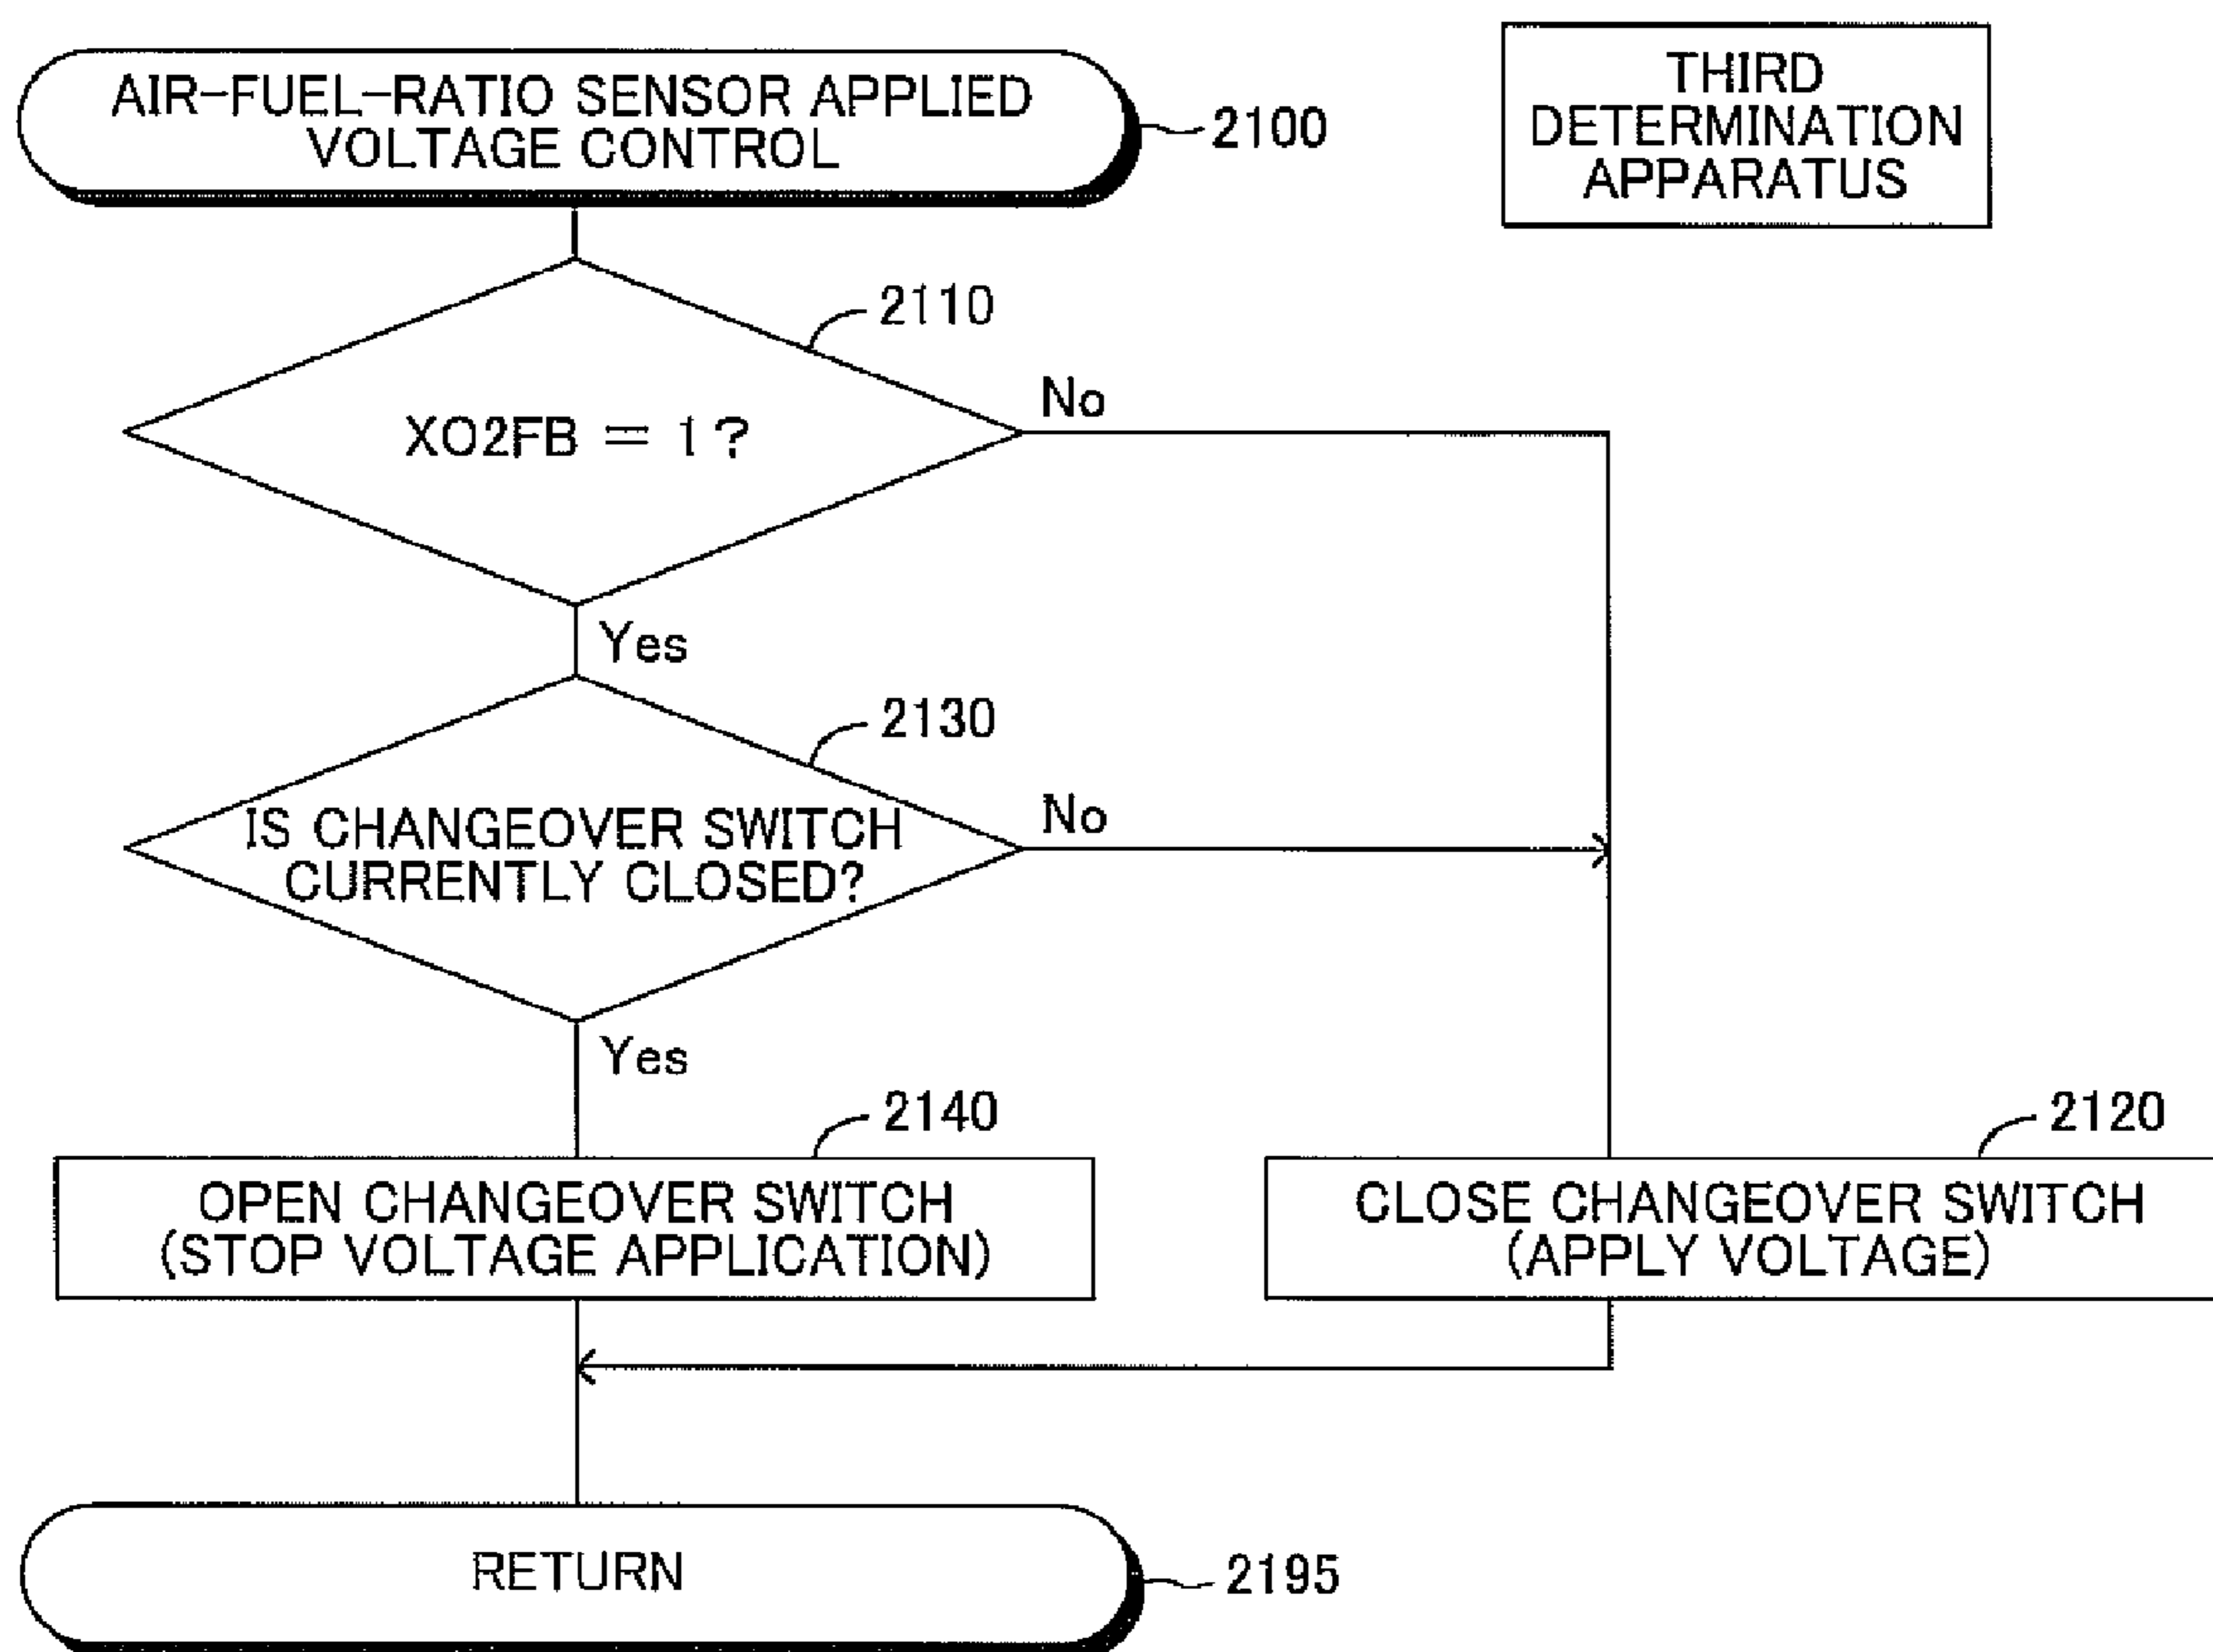 AIR-FUEL-RATIO SENSOR APPLIED
VOLTAGE CONTROL
2100
THIRD
DETERMINATION
APPARATUS
2110
XO2FB = 1?
No
Yes
2130
IS CHANGEOVER SWITCH
CURRENTLY CLOSED?
No
Yes
2140
OPEN CHANGEOVER SWITCH
(STOP VOLTAGE APPLICATION)
2120
CLOSE CHANGEOVER SWITCH
(APPLY VOLTAGE)
RETURN
2195